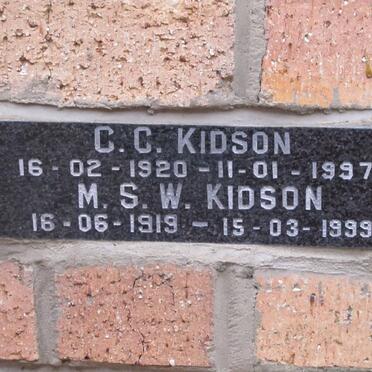 C. C. KIDSON
16 - 02 - 1920 - 11 - 01 - 1997
M. S. W. KIDSON
16 - 06 - 1919 - 15 - 03 - 1999